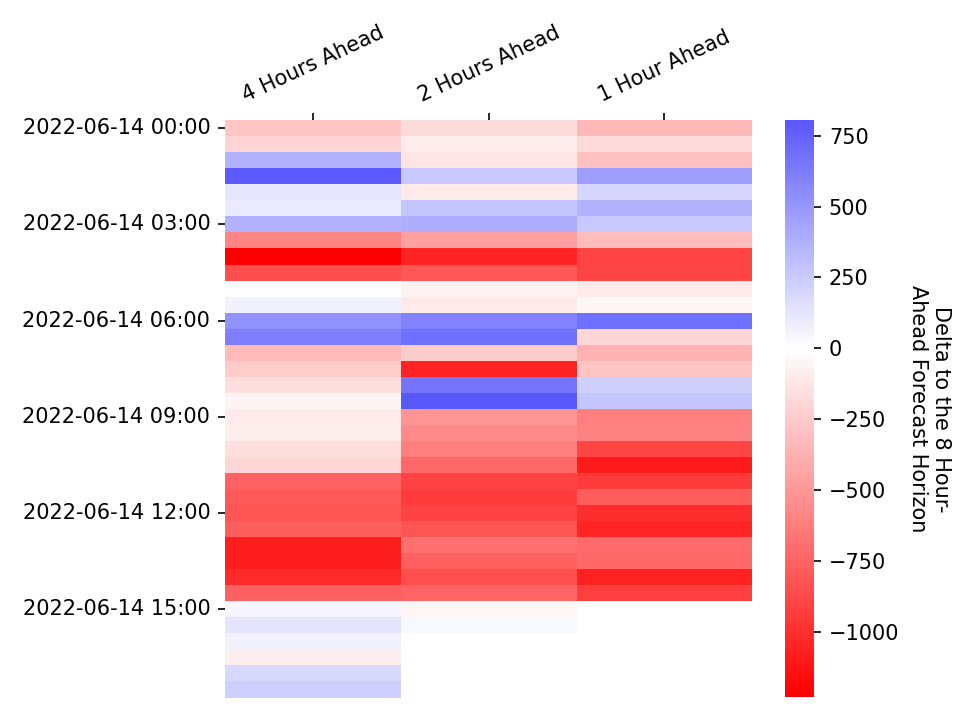 4 Hours Ahead
2 Hours Ahead
1 Hour Ahead
2022-06-14 00:00
2022-06-14 03:00
2022-06-14 06:00
2022-06-14 09:00
2022-06-14 12:00
2022-06-14 15:00
750
500
250
0
−250
−500
−750
−1000
Delta to the 8 Hour-
Ahead Forecast Horizon